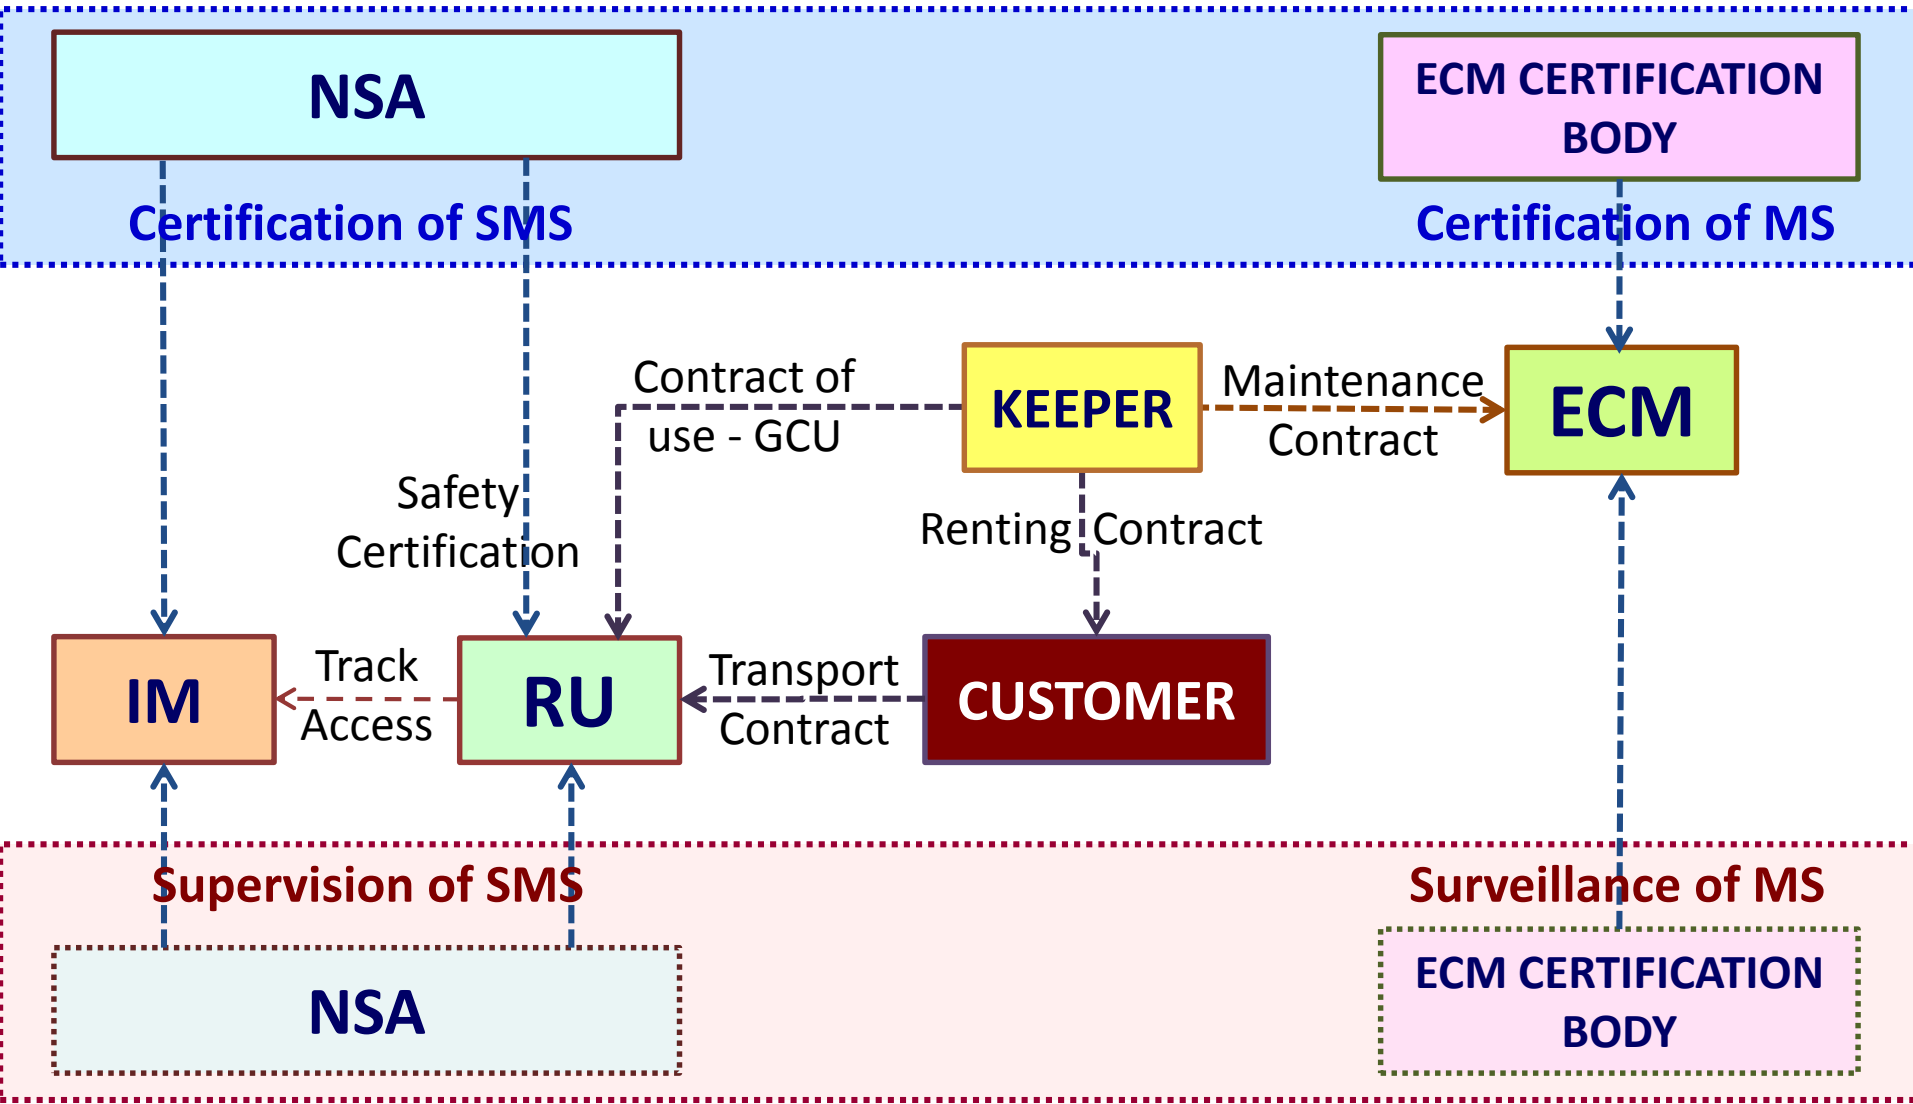 NSA
ECM CERTIFICATION
BODY
Certification of SMS
Certification of MS
Contract of
use - GCU
KEEPER
Maintenance
Contract
ECM
Safety
Certification
Renting Contract
IM
Track
Access
RU
Transport
Contract
CUSTOMER
Supervision of SMS
Surveillance of MS
NSA
ECM CERTIFICATION
BODY